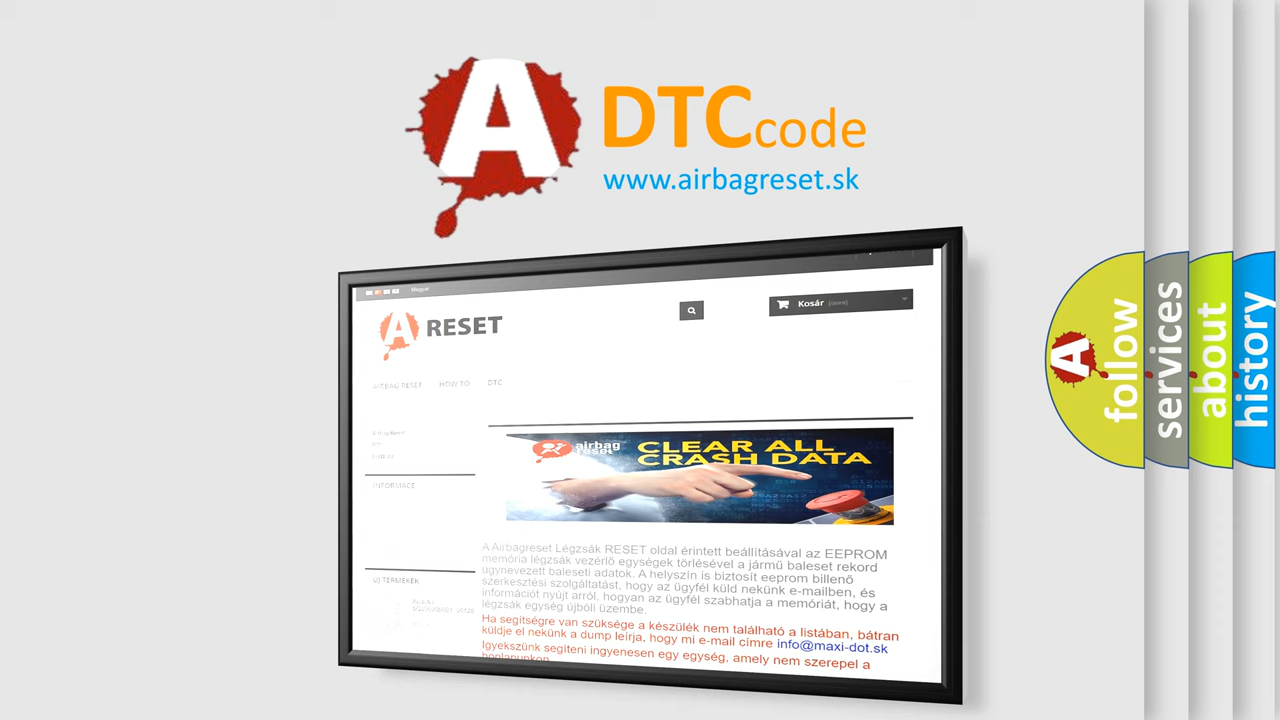 A
DTC code
www.airbagreset.sk
Magyar
A RESET
Kosár (üres)
AIRBAG RESET HOW TO DTC
INFORMACE
airbag
reset
CLEAR ALL
CRASH DATA
A Airbagreset Légzsák RESET oldal érintett beállításával az EEPROM
memória légzsák vezérlő egységek törlésével a jármű baleset rekord
úgynevezett baleseti adatok. A helyszín is biztosít eeprom billenő
szerkesztési szolgáltatást, hogy az ügyfél küld nekünk e-mailben, és
információt nyújt arról, hogyan az ügyfél szabhatja a memóriát, hogy a
légzsák egység újbóli üzembe.
Ha segítségre van szüksége a készülék nem található a listában, bátran
küldje el nekünk a dump leírja, hogy mi e-mail címre info@maxi-dot.sk
Igyekszünk segíteni ingyenesen egy egység, amely nem szerepel a
honlapunkon
ÚJ TERMÉKEK
A
follow
services
about
history